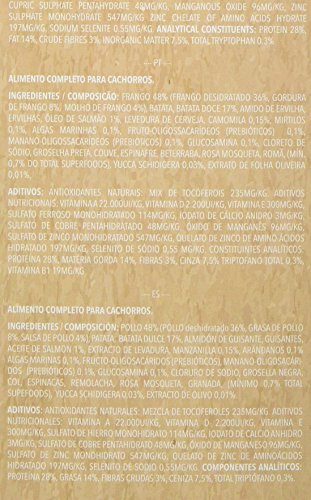 CUPRIC SULPHATE PENTAHYDRATE 48MG/KG, MANGANOUS OXIDE 96MG/KG, ZINC
SULPHATE MONOHYDRATE 547MG/KG ZINC CHELATE OF AMINO ACIDS HYDRATE
197MG/KG, SODIUM SELENITE 0.55MG/KG. ANALYTICAL CONSTITUENTS: PROTEIN 28%,
FAT 14%, CRUDE FIBRES 3%, INORGANIC MATTER 7.5%, TOTAL TRYPTOPHAN 0.3%.
— PT —
ALIMENTO COMPLETO PARA CACHORROS.
INGREDIENTES / COMPOSIÇÃO: FRANGO 48% (FRANGO DESIDRATADO 36%, GORDURA
DE FRANGO 8%, MOLHO DE FRANGO 4%), BATATA, BATATA DOCE 17%, AMIDO DE ERVILHA,
ERVILHAS, ÓLEO DE SALMÃO 1%, LEVEDURA DE CERVEJA, CAMOMILA 0,15%, MIRTILOS
0,1%, ALGAS MARINHAS 0,1%, FRUTO-OLIGOSSACARÍDEOS (PREBIÓTICOS) 0,1%,
MANANO-OLIGOSSACARÍDEOS (PREBIÓTICO) 0,1%, GLUCOSAMINA 0,1%, CLORETO DE
SÓDIO, GROSELHA PRETA, COUVE, ESPINAFRE, BETERRABA, ROSA MOSQUETA, ROMÃ, (MÍN.
0,7% DO TOTAL SUPERFOODS), YUCCA SCHIDIGERA 0,03%, EXTRATO DE FOLHA OLIVEIRA
0,01%.
ADITIVOS: ANTIOXIDANTES NATURAIS: MIX DE TOCÓFEROIS 235MG/KG. ADITIVOS
NUTRICIONAIS: VITAMINA A 22.000UI/KG, VITAMINA D 2.200UI/KG, VITAMINA E 300MG/KG,
SULFATO FERROSO MONOHIDRATADO 114MG/KG, IODATO DE CÁLCIO ANIDRO 3MG/KG,
SULFATO DE COBRE PENTAHIDRATADO 48MG/KG, ÓXIDO DE MANGANÊS 96 MG/KG,
SULFATO DE ZINCO MONOHIDRATADO 547MG/KG, QUELADO DE ZINCO DE AMINO ÁCIDOS
HIDRATADO 197MG/KG, SELENITO DE SÓDIO 0,55 MG/KG. CONSTITUINTES ANALÍTICOS:
PROTEÍNA 28%, MATÉRIA GORDA 14%, FIBRAS 3%, CINZA 7,5% TRIPTOFANO TOTAL 0.3%,
VITAMINA B1 19MG/KG.
— ES —
ALIMENTO COMPLETO PARA CACHORROS.
INGREDIENTES / COMPOSICIÓN: POLLO 48% (POLLO deshidratado 36%, GRASA DE POLLO
8%, SALSA DE POLLO 4%), PATATA, BATATA DULCE 17%, ALMIDÓN DE GUISANTE, GUISANTES,
ACEITE DE SALMON 1%, EXTRACTO DE LEVADURA, MANZANILLA 0,15%, ARÁNDANOS 0,1%
ALGAS MARINAS 0,1%, FRUCTO-OLIGOSACÁRIDOS (PREBIÓTICO) 0,1%, MANANO-OLIGOSACÁRI-
DOS (PREBIÓTICOS) 0,1%, GLUCOSAMINA 0,1%, CLORURO DE SODIO, GROSELLA NEGRA,
COL, ESPINACAS, REMOLACHA, ROSA MOSQUETA, GRANADA, (MÍNIMO 0,7% TOTAL
SUPERFOODS), YUCCA SCHIDIGERA 0,03%, EXTRACTO DE OLIVO 0,01%.
ADITIVOS: ANTIOXIDANTES NATURALES: MEZCLA DE TOCOFEROLES 235MG/KG. ADITIVOS
NUTRICIONALES: VITAMINA A 22,000UI/KG, VITAMINA D 2,200UI/KG, VITAMINA E
300MG/KG, SULFATO DE HIERRO MONOHIDRATADO 114MG/KG, IODATO DE CALCIO ANHIDRO
3MG/KG, SULFATO DE COBRE PENTAHIDRATO 48MG/KG, ÓXIDO DE MANGANESO 96MG/KG,
SULFATO DE ZINC MONOHIDRATADO 547MG/KG, QUELATO DE ZINC DE AMINOÁCIDOS
HIDRATADO 197MG/KG, SELENITO DE SODIO 0,55MG/KG. COMPONENTES ANALÍTICOS:
PROTEÍNA 28%, GRASA 14%, FIBRAS CRUDAS 3%, CENIZA 7,5%, TRIPTÓFANO TOTAL 0.3%,